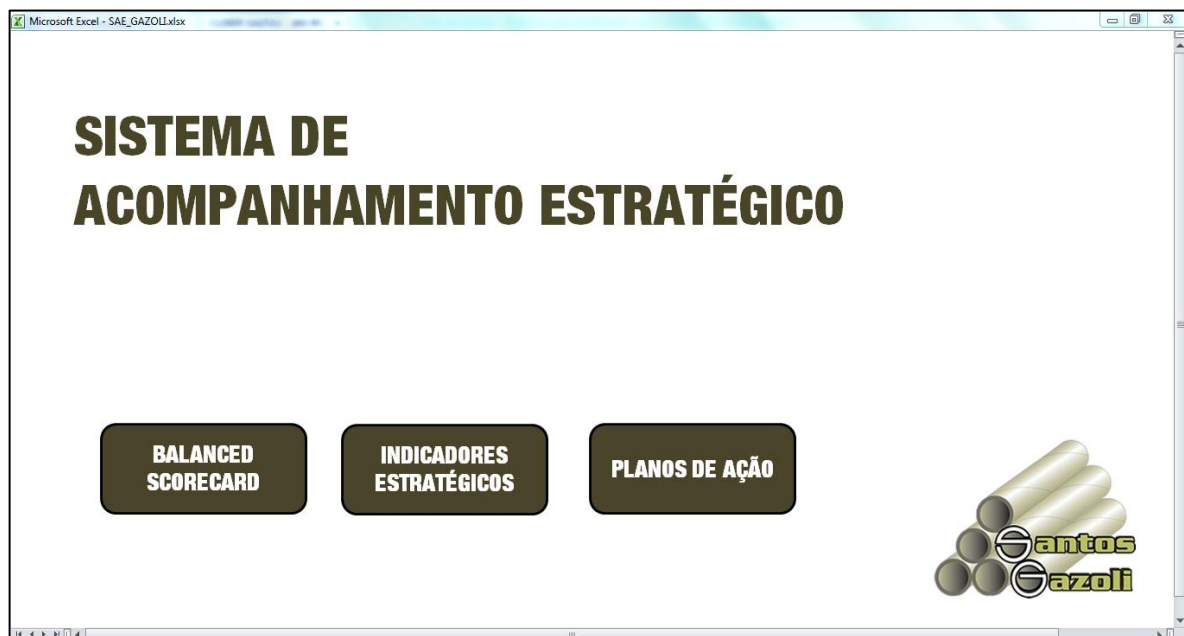 Microsoft Excel - SAE_GAZOLI.xlsx
SISTEMA DE
ACOMPANHAMENTO ESTRATÉGICO
BALANCED
SCORECARD
INDICADORES
ESTRATÉGICOS
PLANOS DE AÇÃO
Santos
Gazoli